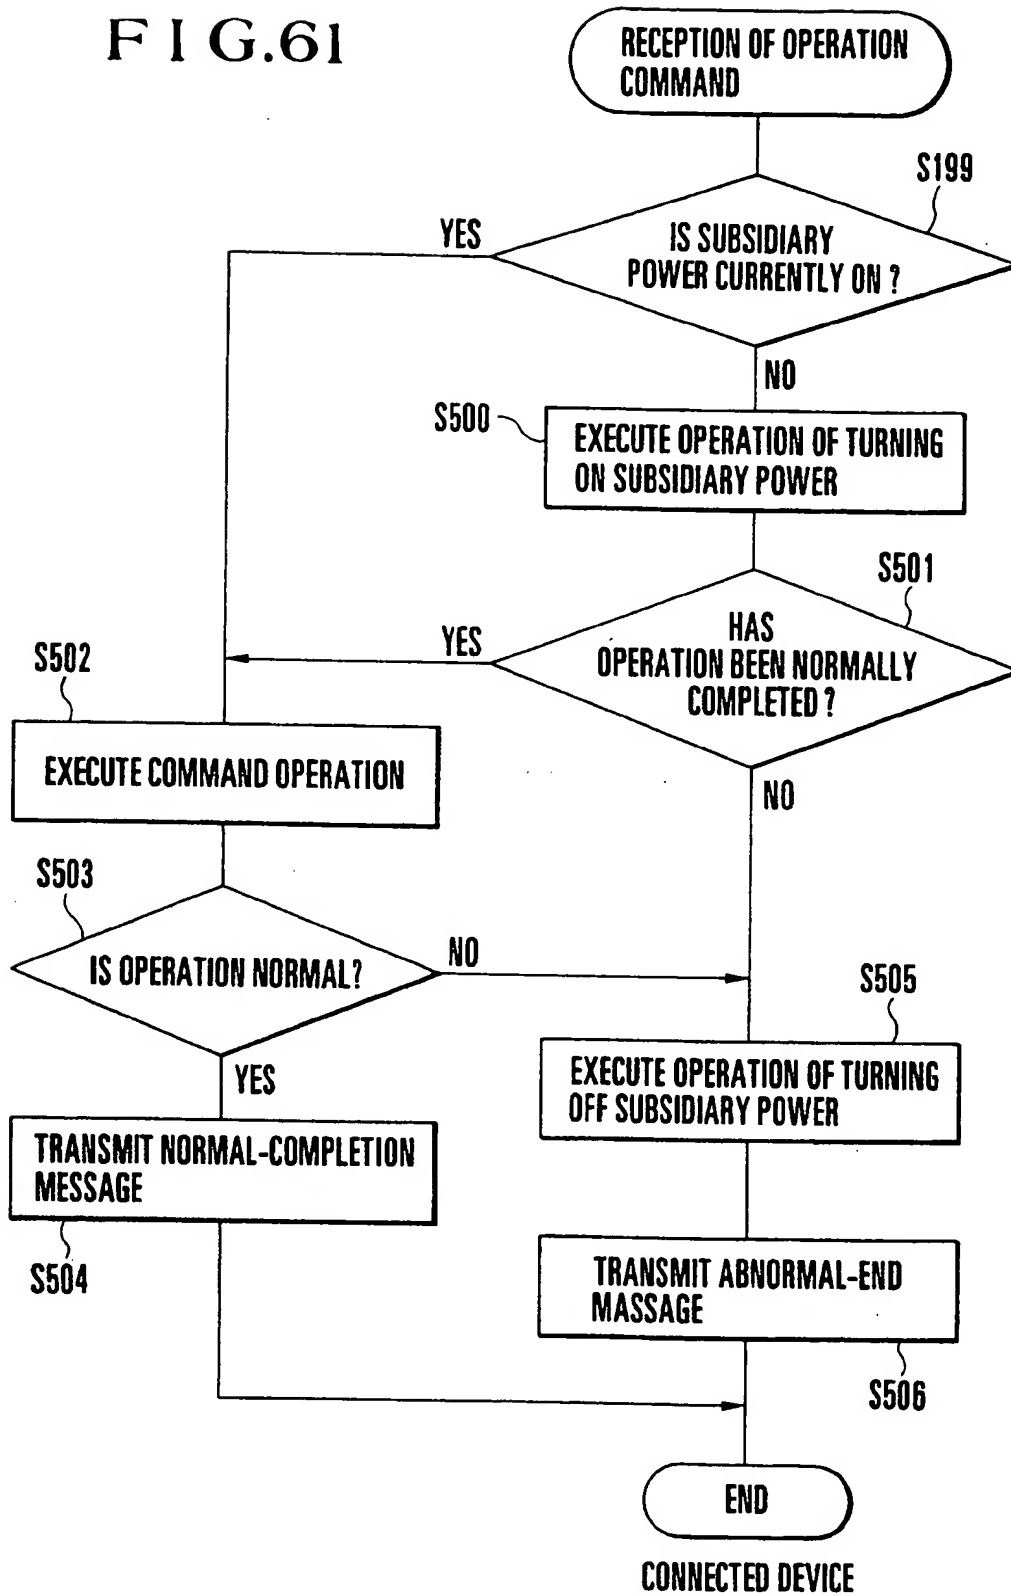 FIG.61
RECEPTION OF OPERATION
COMMAND
S199
YES
IS SUBSIDIARY
POWER CURRENTLY ON ?
NO
S500
EXECUTE OPERATION OF TURNING
ON SUBSIDIARY POWER
S501
YES
HAS
OPERATION BEEN NORMALLY
COMPLETED ?
S502
EXECUTE COMMAND OPERATION
NO
S503
IS OPERATION NORMAL?
NO
S505
YES
EXECUTE OPERATION OF TURNING
OFF SUBSIDIARY POWER
TRANSMIT NORMAL-COMPLETION
MESSAGE
S504
TRANSMIT ABNORMAL-END
MASSAGE
S506
END
CONNECTED DEVICE